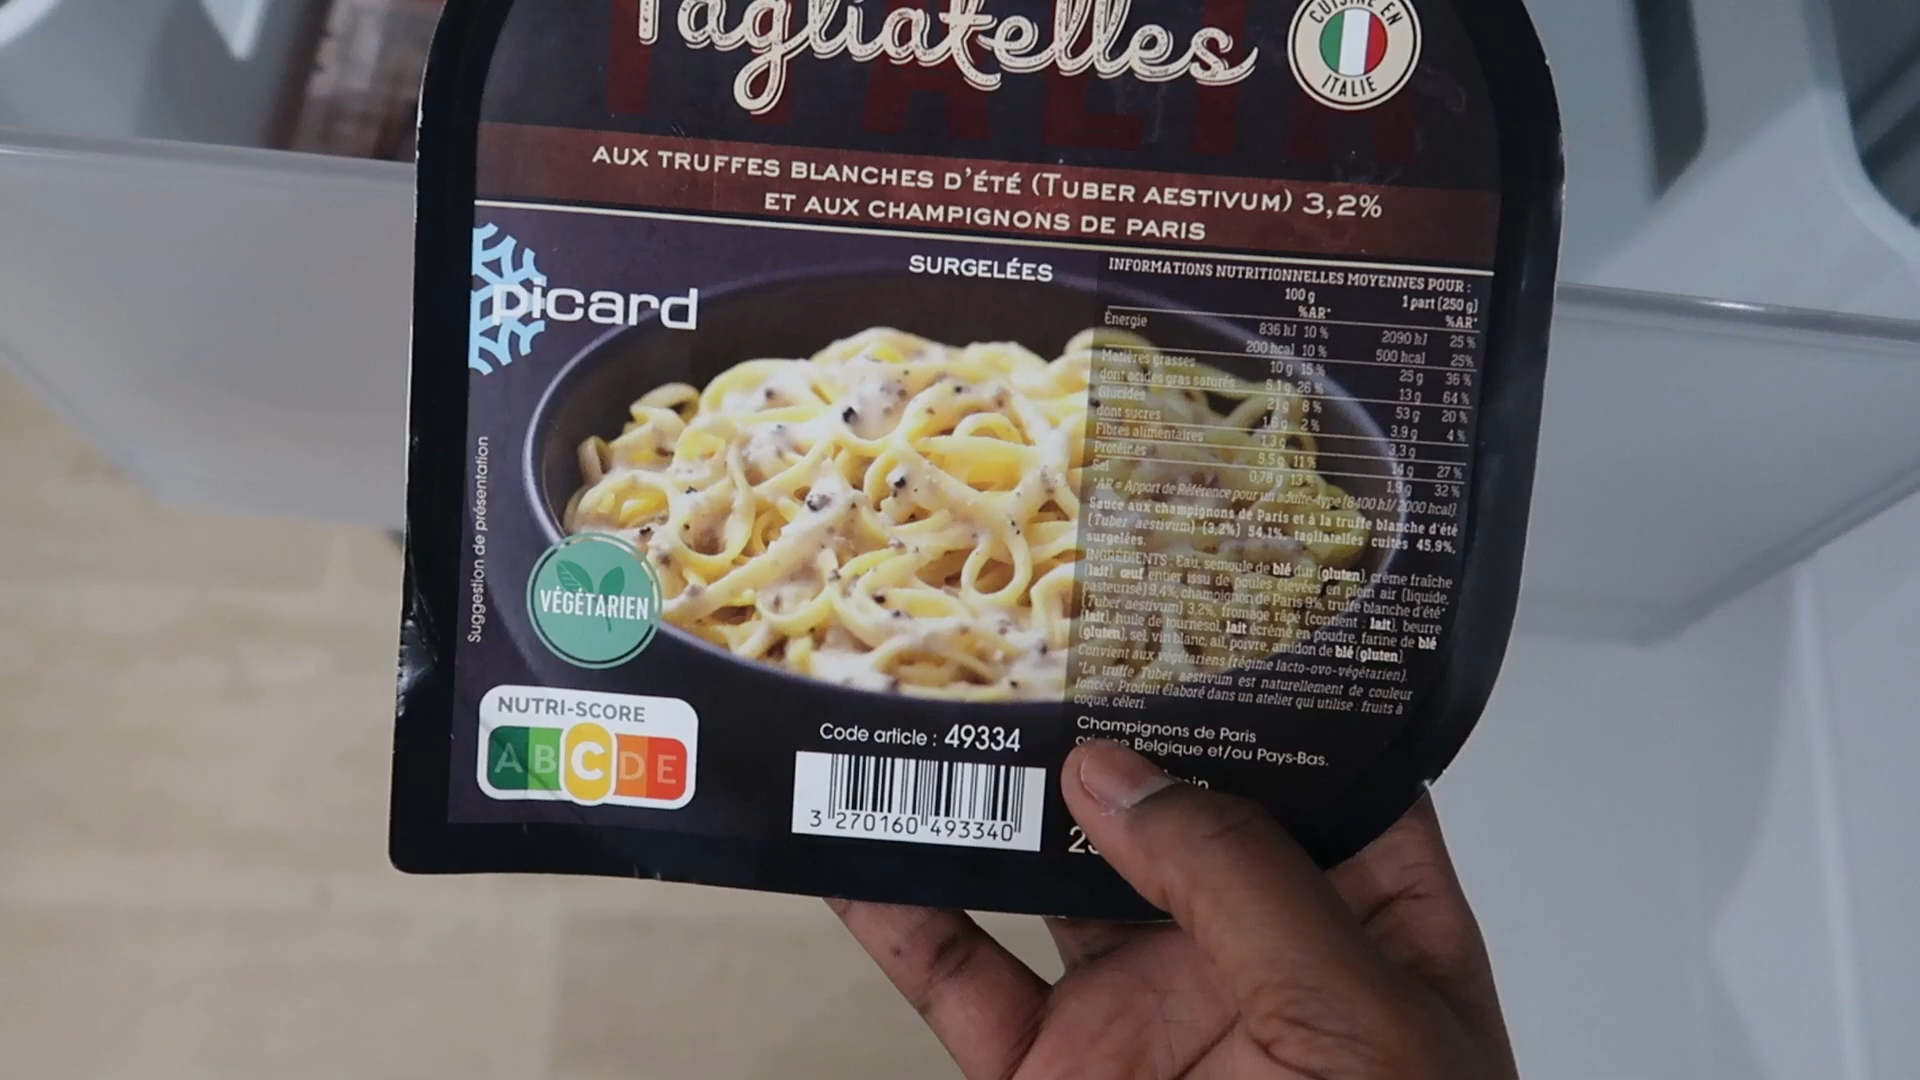 Tagliatelles
CUISINÉ EN
ITALIE
ITALIA
AUX TRUFFES BLANCHES D'ÉTÉ (TUBER AESTIVUM) 3,2%
ET AUX CHAMPIGNONS DE PARIS
SURGELÉES
picard
Suggestion de présentation
VÉGÉTARIEN
NUTRI-SCORE
A B C D E
Code article : 49334
3 270160 493340
INFORMATIONS NUTRITIONNELLES MOYENNES POUR :
100 g 1 part (250 g)
%AR* %AR*
Énergie 836 kJ 10 % 2090 kJ 25 %
200 kcal 10 % 500 kcal 25%
Matières grasses 10 g 15 % 25 g 36 %
dont acides gras saturés 5,1 g 26 % 13 g 64 %
Glucides 21 g 8 % 53 g 20 %
dont sucres 1,6 g 2 % 3,9 g 4 %
Fibres alimentaires 1,3 g 3,3 g
Protéines 5,5 g 11 % 14 g 27 %
Sel 0,78 g 13 % 1,9 g 32 %
*AR = Apport de Référence pour un adulte-type (8400 kJ/ 2000 kcal).
Sauce aux champignons de Paris et à la truffe blanche d'été
(Tuber aestivum) (3,2%) 54,1%, tagliatelles cuites 45,9%,
surgelées.
INGRÉDIENTS : Eau, semoule de blé dur (gluten), crème fraîche
(lait), œuf entier issu de poules élevées en plein air (liquide,
pasteurisé) 9,4%, champignon de Paris 9%, truffe blanche d'été*
(Tuber aestivum) 3,2%, fromage râpé (contient : lait), beurre
(lait), huile de tournesol, lait écrémé en poudre, farine de blé
(gluten), sel, vin blanc, ail, poivre, amidon de blé (gluten).
Convient aux végétariens (régime lacto-ovo-végétarien).
*La truffe Tuber aestivum est naturellement de couleur
foncée. Produit élaboré dans un atelier qui utilise : fruits à
coque, céleri.
Champignons de Paris
Belgique et/ou Pays-Bas.